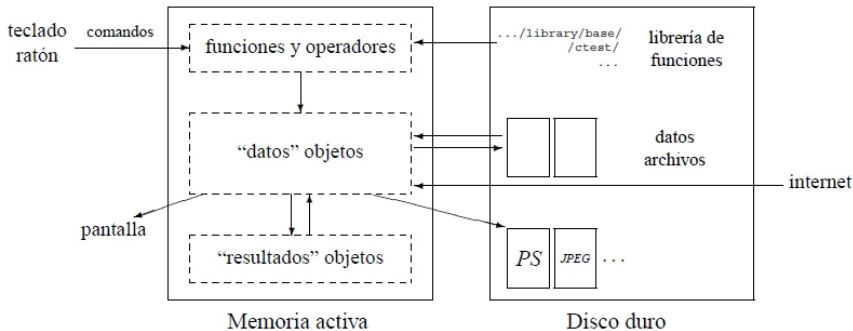 teclado
ratón
comandos
funciones y operadores
.../library/base/
/ctest/
...
librería de
funciones
“datos” objetos
datos
archivos
internet
pantalla
“resultados” objetos
PS
JPEG
...
Memoria activa
Disco duro